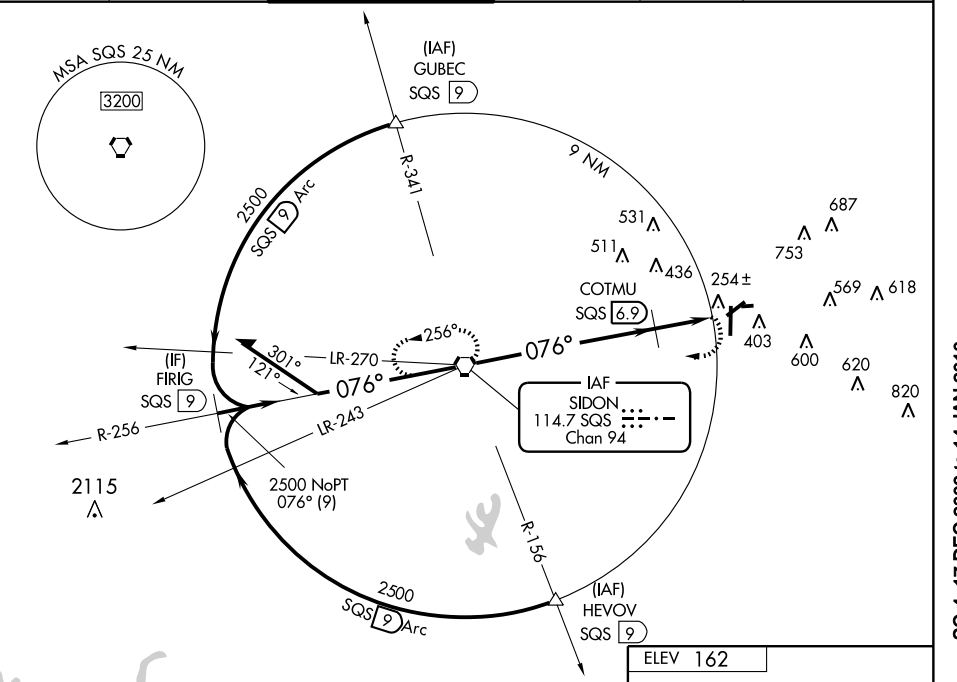 MSA SQS 25 NM
3200
(IAF)
GUBEC
SQS 9
R-341
9 NM
2500
SQS 9 Arc
531
511
436
687
753
254±
569
618
403
600
620
820
COTMU
SQS 6.9
076°
256°
301°
121°
LR-270
076°
(IF)
FIRIG
SQS 9
R-256
LR-243
2500 NoPT
076° (9)
2115
IAF
SIDON
114.7 SQS
Chan 94
R-156
2500
SQS 9 Arc
(IAF)
HEVOV
SQS 9
ELEV 162